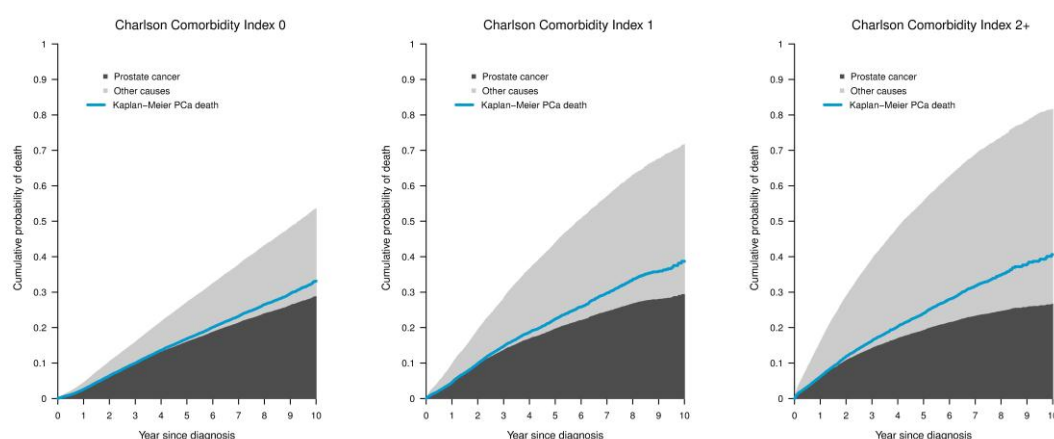 Charlson Comorbidity Index 0
Cumulative probability of death
1
0.9
0.8
0.7
0.6
0.5
0.4
0.3
0.2
0.1
0
Prostate cancer
Other causes
Kaplan−Meier PCa death
0 1 2 3 4 5 6 7 8 9 10
Year since diagnosis
Charlson Comorbidity Index 1
Cumulative probability of death
1
0.9
0.8
0.7
0.6
0.5
0.4
0.3
0.2
0.1
0
Prostate cancer
Other causes
Kaplan−Meier PCa death
0 1 2 3 4 5 6 7 8 9 10
Year since diagnosis
Charlson Comorbidity Index 2+
Cumulative probability of death
1
0.9
0.8
0.7
0.6
0.5
0.4
0.3
0.2
0.1
0
Prostate cancer
Other causes
Kaplan−Meier PCa death
0 1 2 3 4 5 6 7 8 9 10
Year since diagnosis